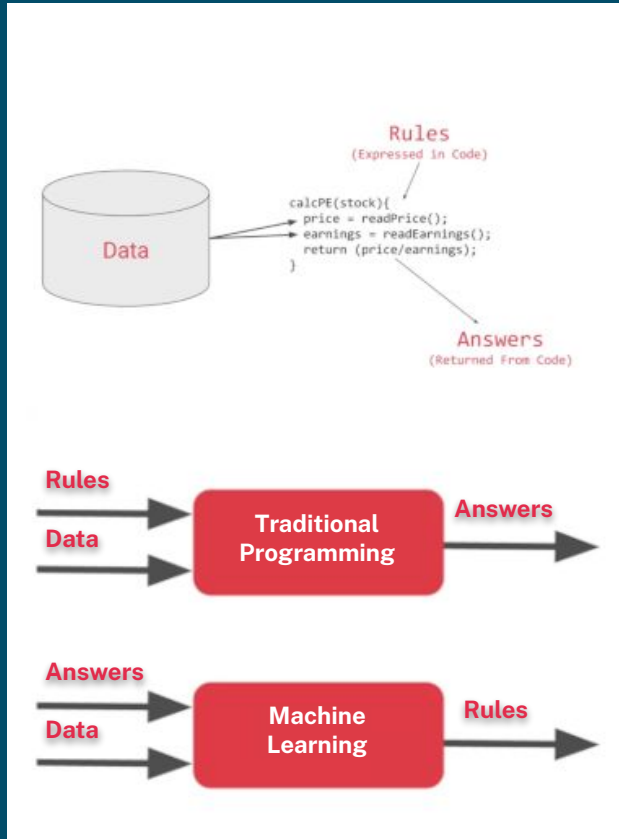 Rules
(Expressed in Code)
calcPE(stock){
price = readPrice();
earnings = readEarnings();
return (price/earnings);
}
Data
Answers
(Returned From Code)
Rules
Data
Traditional
Programming
Answers
Answers
Data
Machine
Learning
Rules